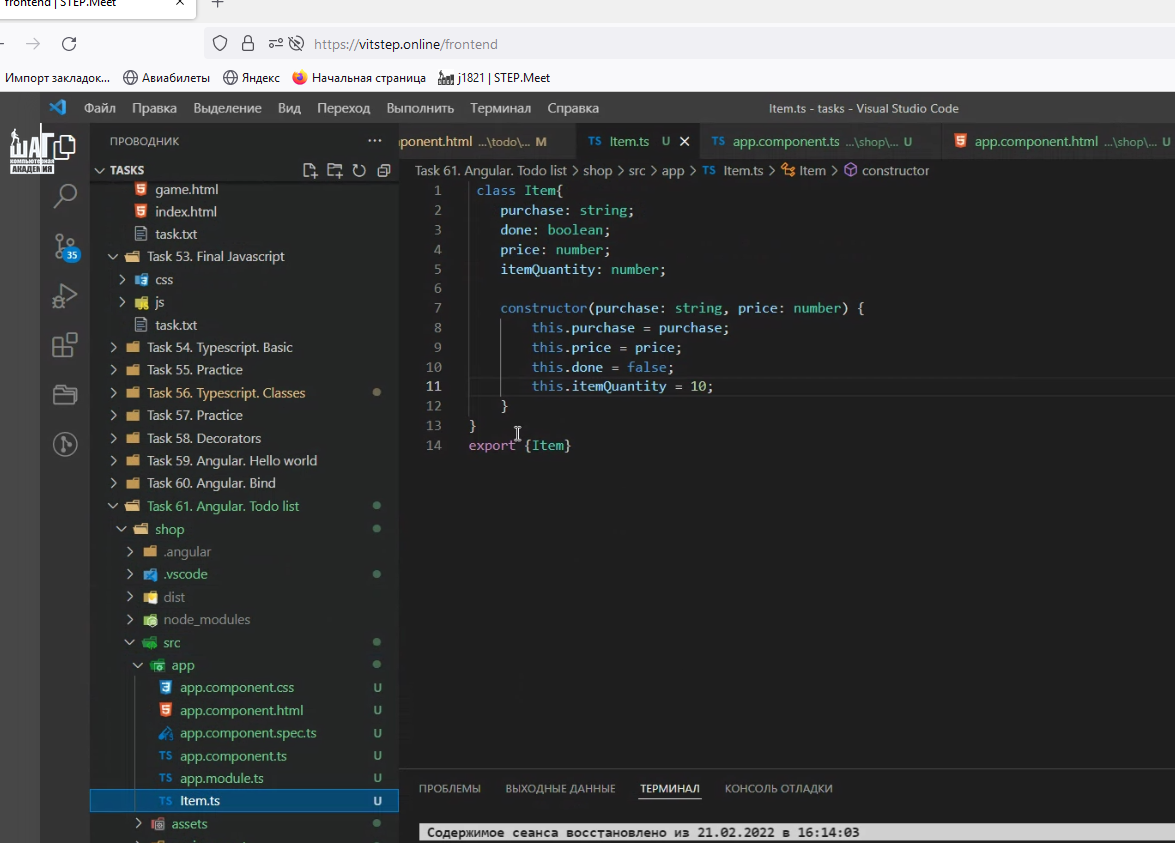 frontend | STEP.Meet
https://vitstep.online/frontend
Импорт закладок... Авиабилеты Яндекс Начальная страница j1821 | STEP.Meet
Файл Правка Выделение Вид Переход Выполнить Терминал Справка Item.ts - tasks - Visual Studio Code
ШАГ
КОМПЬЮТЕРНАЯ
АКАДЕМИЯ
35
ПРОВОДНИК ...
TASKS
game.html
index.html
task.txt
Task 53. Final Javascript
css
js
task.txt
Task 54. Typescript. Basic
Task 55. Practice
Task 56. Typescript. Classes
Task 57. Practice
Task 58. Decorators
Task 59. Angular. Hello world
Task 60. Angular. Bind
Task 61. Angular. Todo list
shop
.angular
.vscode
dist
node_modules
src
app
app.component.css U
app.component.html U
app.component.spec.ts U
TS app.component.ts U
TS app.module.ts U
TS Item.ts U
assets
ponent.html ...\todo\... M TS Item.ts U TS app.component.ts ...\shop\... U app.component.html ...\shop\... U
Task 61. Angular. Todo list > shop > src > app > TS Item.ts > Item > constructor
1 class Item{
2 purchase: string;
3 done: boolean;
4 price: number;
5 itemQuantity: number;
6
7 constructor(purchase: string, price: number) {
8 this.purchase = purchase;
9 this.price = price;
10 this.done = false;
11 this.itemQuantity = 10;
12 }
13 }
14 export {Item}
ПРОБЛЕМЫ ВЫХОДНЫЕ ДАННЫЕ ТЕРМИНАЛ КОНСОЛЬ ОТЛАДКИ
Содержимое сеанса восстановлено из 21.02.2022 в 16:14:03